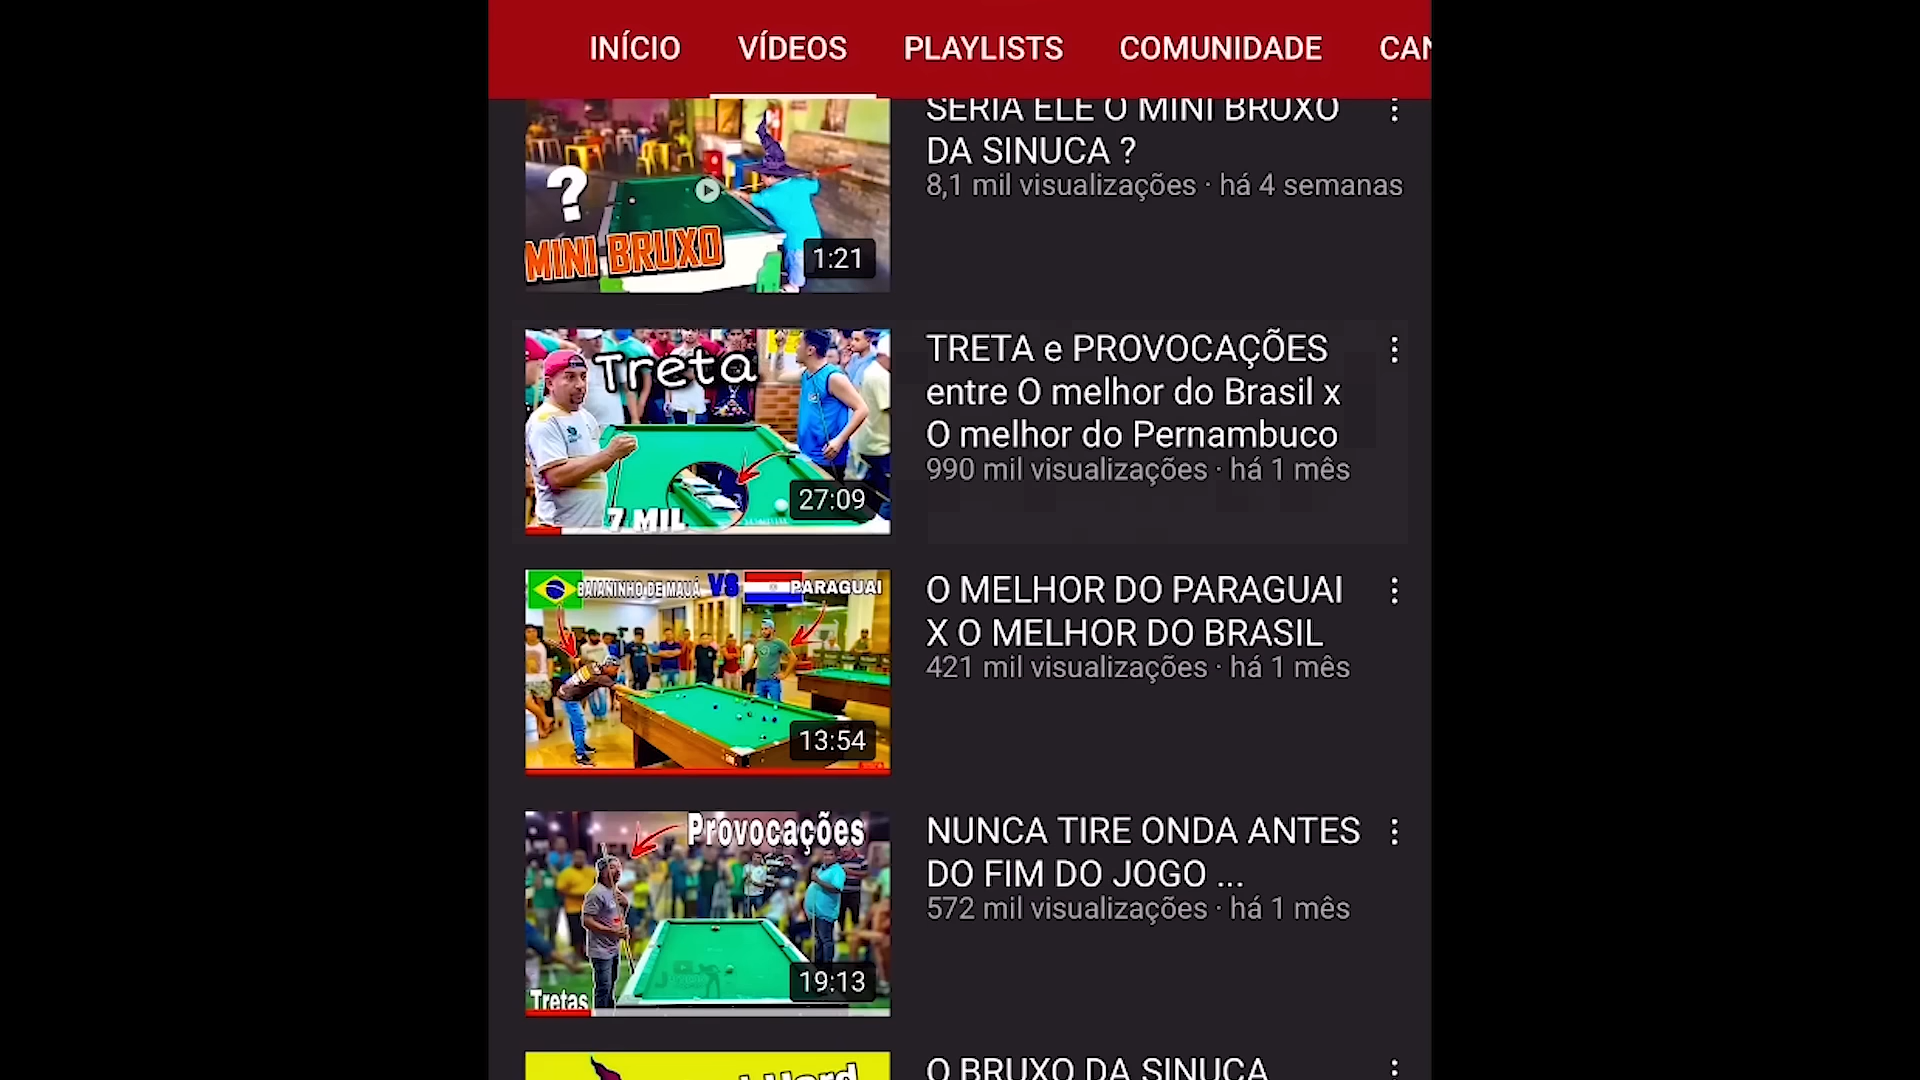 INÍCIO VÍDEOS PLAYLISTS COMUNIDADE CAN
SERIA ELE O MINI BRUXO
DA SINUCA ?
8,1 mil visualizações · há 4 semanas
?
MINI BRUXO
1:21
TRETA e PROVOCAÇÕES
entre O melhor do Brasil x
O melhor do Pernambuco
990 mil visualizações · há 1 mês
Treta
7 MIL
27:09
O MELHOR DO PARAGUAI
X O MELHOR DO BRASIL
421 mil visualizações · há 1 mês
BAIANINHO DE MAUÁ VS PARAGUAI
13:54
NUNCA TIRE ONDA ANTES
DO FIM DO JOGO ...
572 mil visualizações · há 1 mês
Provocações
Tretas
19:13
O BRUXO DA SINUCA